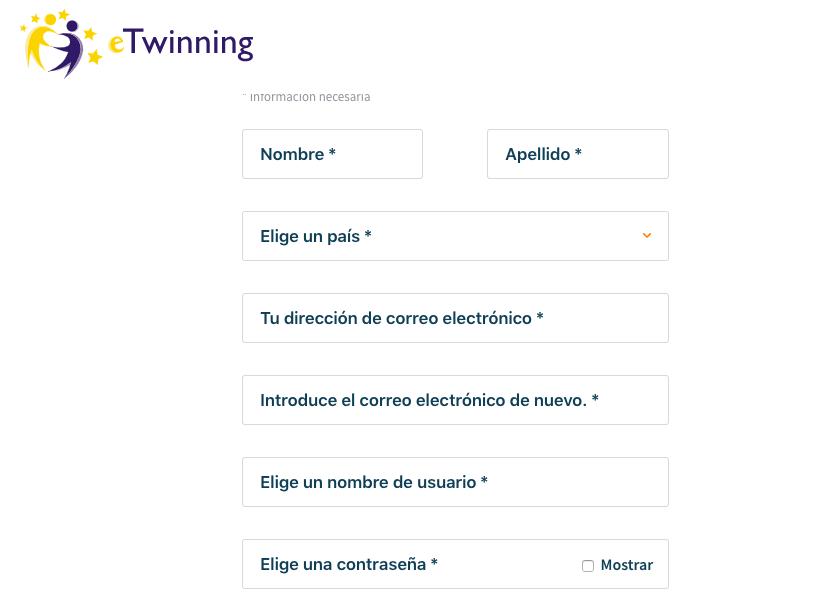 eTwinning
* información necesaria
Nombre *
Apellido *
Elige un país *
Tu dirección de correo electrónico *
Introduce el correo electrónico de nuevo. *
Elige un nombre de usuario *
Elige una contraseña *
Mostrar